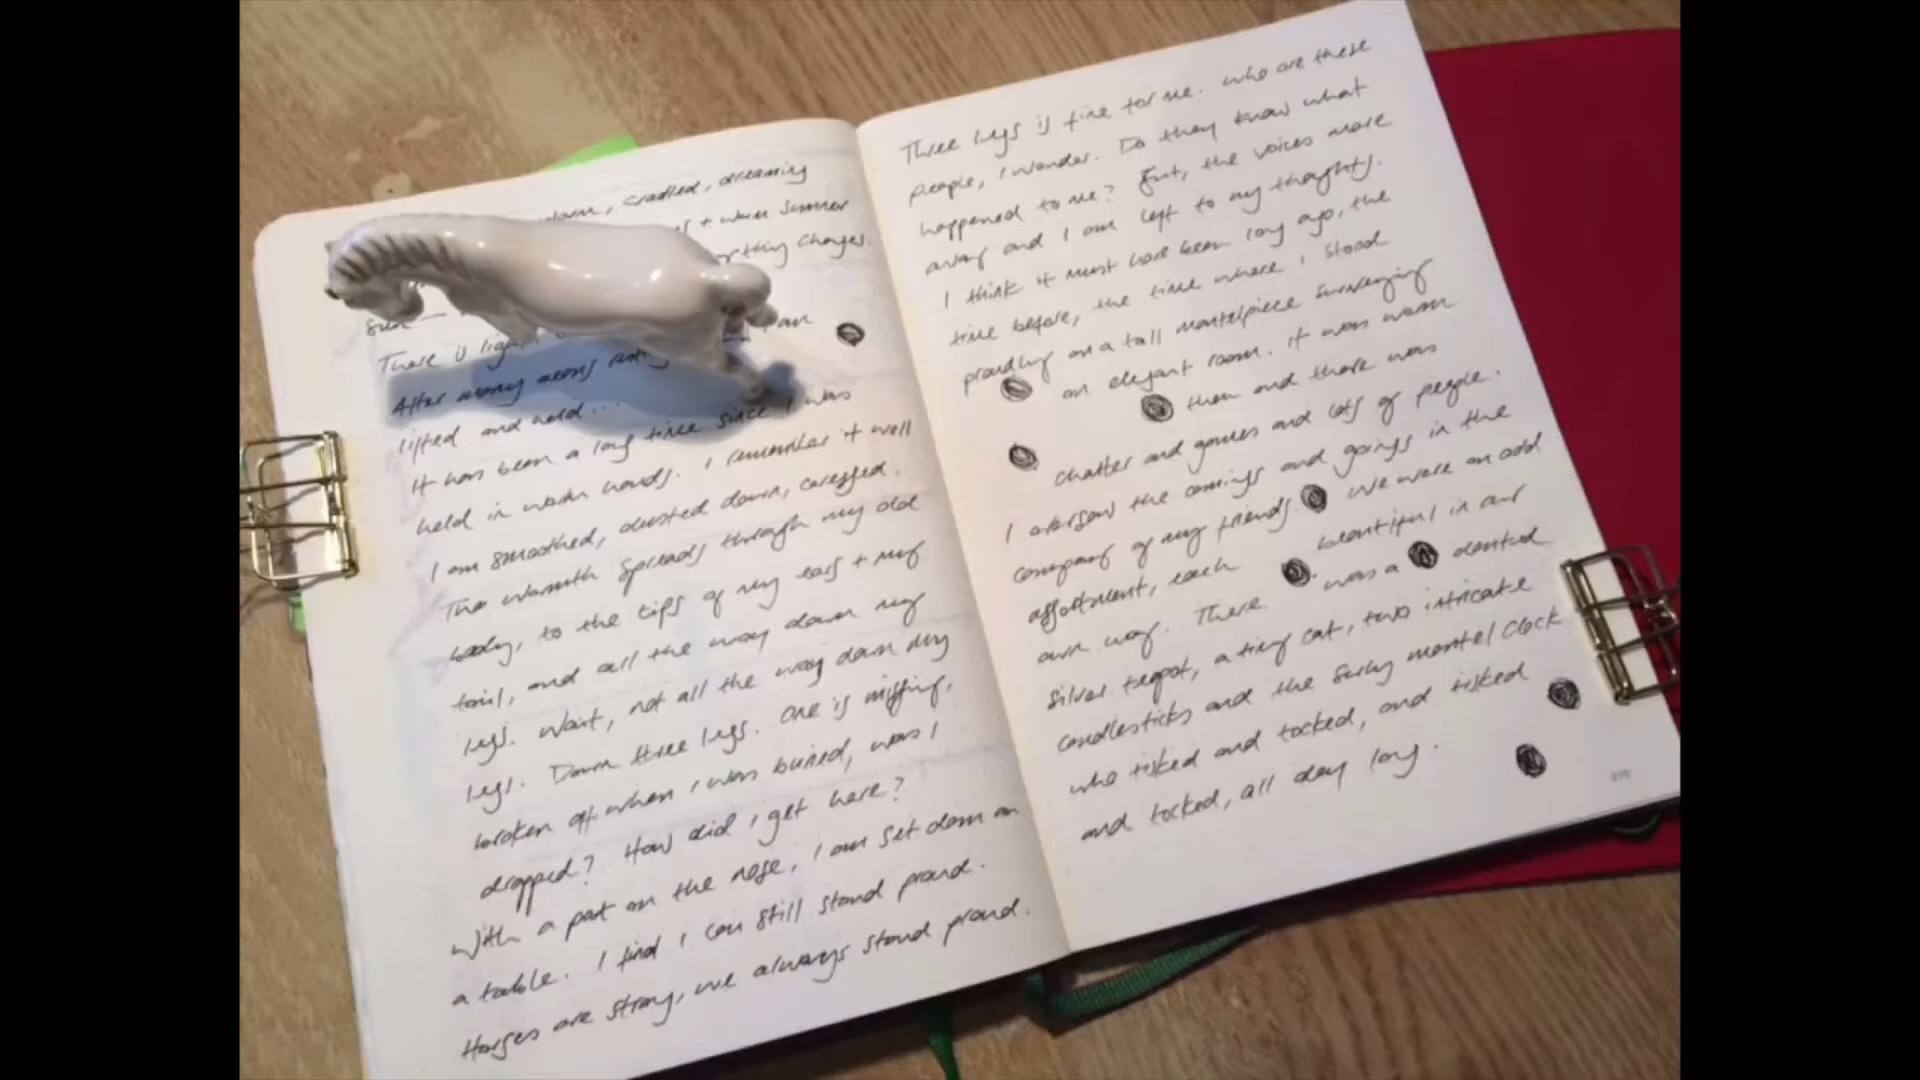 warm, cradled, dreaming
+ warm summer
changes.
sun —
There is
After many aeons
lifted and held...
It has been a long time since I was
held in warm hands. I remember it well
I am smoothed, dusted down, caressed.
The warmth spreads through my old
body, to the tips of my ears + my
tail, and all the way down my
legs. Wait, not all the way down my
legs. Down three legs. One is missing,
broken off when I was buried, was I
dropped? How did I get here?
With a pat on the nose, I am set down on
a table. I find I can still stand proud.
Horses are strong, we always stand proud.
Three legs is fine for me. Who are these
people, I wonder. Do they know what
happened to me? But, the voices move
away and I am left to my thoughts.
I think it must have been long ago, the
time before, the time where I stood
proudly on a tall mantelpiece surveying
an elegant room. It was warm
then and there was
chatter and games and lots of people.
I oversaw the comings and goings in the
company of my friends. We were an odd
assortment, each beautiful in our
own way. There was a dented
silver teapot, a tiny cat, two intricate
candlesticks and the surly mantel clock
who tisked and tocked, and tisked
and tocked, all day long.